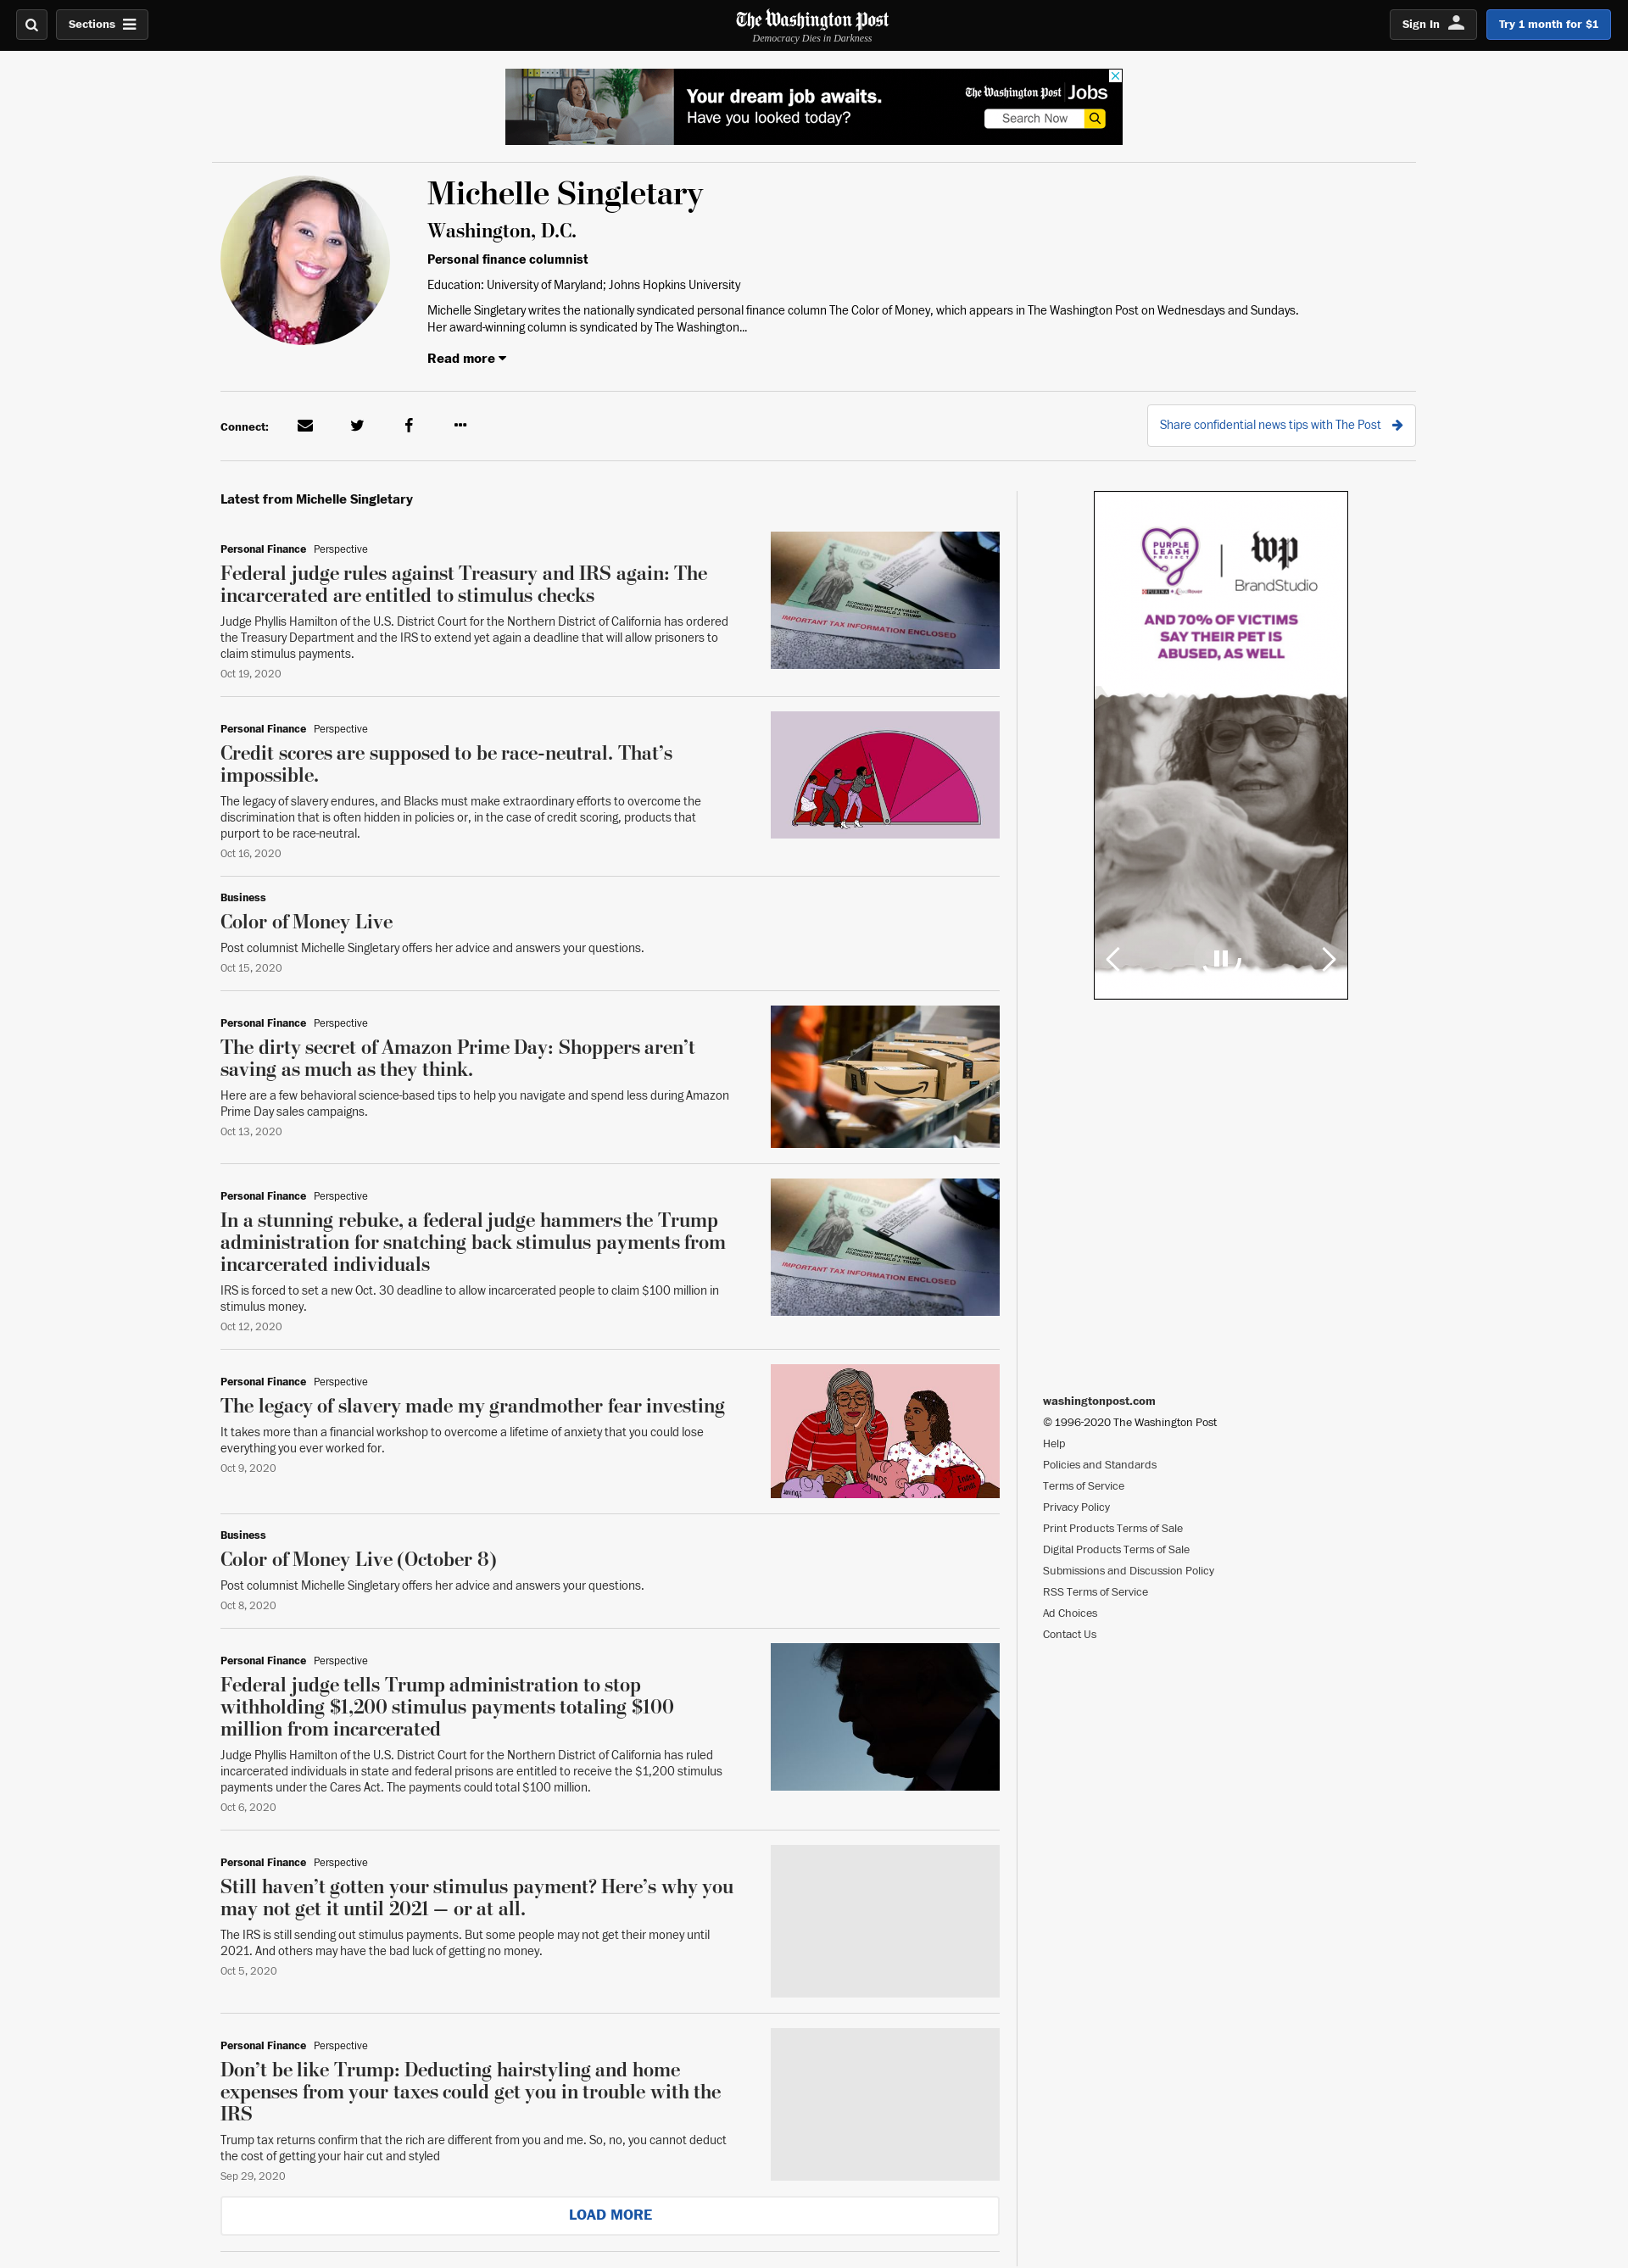 Sections
The Washington Post
Democracy Dies in Darkness
Sign In
Try 1 month for $1
Your dream job awaits.
Have you looked today?
The Washington Post Jobs
Search Now
Michelle Singletary
Washington, D.C.
Personal finance columnist
Education: University of Maryland; Johns Hopkins University
Michelle Singletary writes the nationally syndicated personal finance column The Color of Money, which appears in The Washington Post on Wednesdays and Sundays.
Her award-winning column is syndicated by The Washington...
Read more
Connect:
Share confidential news tips with The Post
Latest from Michelle Singletary
Personal Finance Perspective
Federal judge rules against Treasury and IRS again: The
incarcerated are entitled to stimulus checks
Judge Phyllis Hamilton of the U.S. District Court for the Northern District of California has ordered
the Treasury Department and the IRS to extend yet again a deadline that will allow prisoners to
claim stimulus payments.
Oct 19, 2020
ECONOMIC IMPACT PAYMENT
PRESIDENT DONALD J. TRUMP
IMPORTANT TAX INFORMATION ENCLOSED
Personal Finance Perspective
Credit scores are supposed to be race-neutral. That’s
impossible.
The legacy of slavery endures, and Blacks must make extraordinary efforts to overcome the
discrimination that is often hidden in policies or, in the case of credit scoring, products that
purport to be race-neutral.
Oct 16, 2020
Business
Color of Money Live
Post columnist Michelle Singletary offers her advice and answers your questions.
Oct 15, 2020
Personal Finance Perspective
The dirty secret of Amazon Prime Day: Shoppers aren’t
saving as much as they think.
Here are a few behavioral science-based tips to help you navigate and spend less during Amazon
Prime Day sales campaigns.
Oct 13, 2020
Personal Finance Perspective
In a stunning rebuke, a federal judge hammers the Trump
administration for snatching back stimulus payments from
incarcerated individuals
IRS is forced to set a new Oct. 30 deadline to allow incarcerated people to claim $100 million in
stimulus money.
Oct 12, 2020
ECONOMIC IMPACT PAYMENT
PRESIDENT DONALD J. TRUMP
IMPORTANT TAX INFORMATION ENCLOSED
Personal Finance Perspective
The legacy of slavery made my grandmother fear investing
It takes more than a financial workshop to overcome a lifetime of anxiety that you could lose
everything you ever worked for.
Oct 9, 2020
BONDS
Index
Funds
Business
Color of Money Live (October 8)
Post columnist Michelle Singletary offers her advice and answers your questions.
Oct 8, 2020
Personal Finance Perspective
Federal judge tells Trump administration to stop
withholding $1,200 stimulus payments totaling $100
million from incarcerated
Judge Phyllis Hamilton of the U.S. District Court for the Northern District of California has ruled
incarcerated individuals in state and federal prisons are entitled to receive the $1,200 stimulus
payments under the Cares Act. The payments could total $100 million.
Oct 6, 2020
Personal Finance Perspective
Still haven’t gotten your stimulus payment? Here’s why you
may not get it until 2021 — or at all.
The IRS is still sending out stimulus payments. But some people may not get their money until
2021. And others may have the bad luck of getting no money.
Oct 5, 2020
Personal Finance Perspective
Don’t be like Trump: Deducting hairstyling and home
expenses from your taxes could get you in trouble with the
IRS
Trump tax returns confirm that the rich are different from you and me. So, no, you cannot deduct
the cost of getting your hair cut and styled
Sep 29, 2020
LOAD MORE
PURPLE
LEASH
PROJECT
PURINA
wp
BrandStudio
AND 70% OF VICTIMS
SAY THEIR PET IS
ABUSED, AS WELL
washingtonpost.com
© 1996-2020 The Washington Post
Help
Policies and Standards
Terms of Service
Privacy Policy
Print Products Terms of Sale
Digital Products Terms of Sale
Submissions and Discussion Policy
RSS Terms of Service
Ad Choices
Contact Us